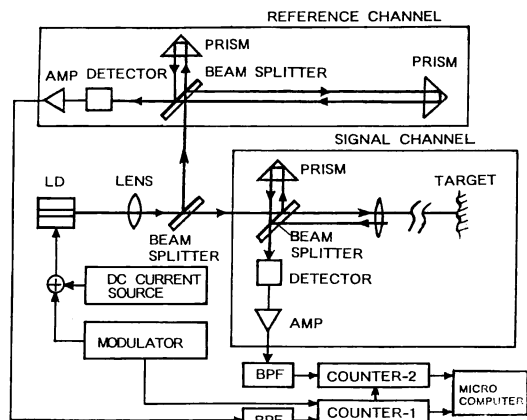 REFERENCE CHANNEL
PRISM
AMP
DETECTOR
BEAM SPLITTER
PRISM
SIGNAL CHANNEL
LD
LENS
PRISM
TARGET
BEAM
SPLITTER
BEAM
SPLITTER
DETECTOR
DC CURRENT
SOURCE
AMP
MODULATOR
BPF
COUNTER-2
MICRO
COMPUTER
BPF
COUNTER-1